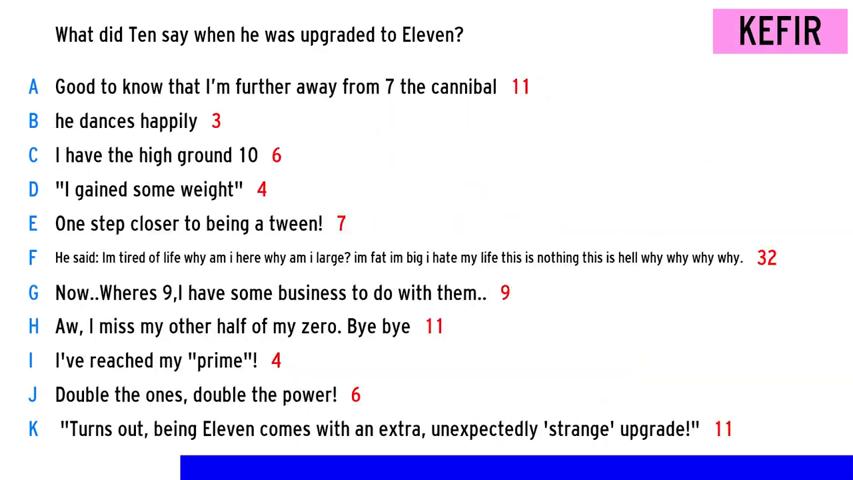 What did Ten say when he was upgraded to Eleven?
KEFIR
A Good to know that I'm further away from 7 the cannibal 11
B he dances happily 3
C I have the high ground 10 6
D "I gained some weight" 4
E One step closer to being a tween! 7
F He said: Im tired of life why am i here why am i large? im fat im big i hate my life this is nothing this is hell why why why why. 32
G Now..Wheres 9,I have some business to do with them.. 9
H Aw, I miss my other half of my zero. Bye bye 11
I I've reached my "prime"! 4
J Double the ones, double the power! 6
K "Turns out, being Eleven comes with an extra, unexpectedly 'strange' upgrade!" 11